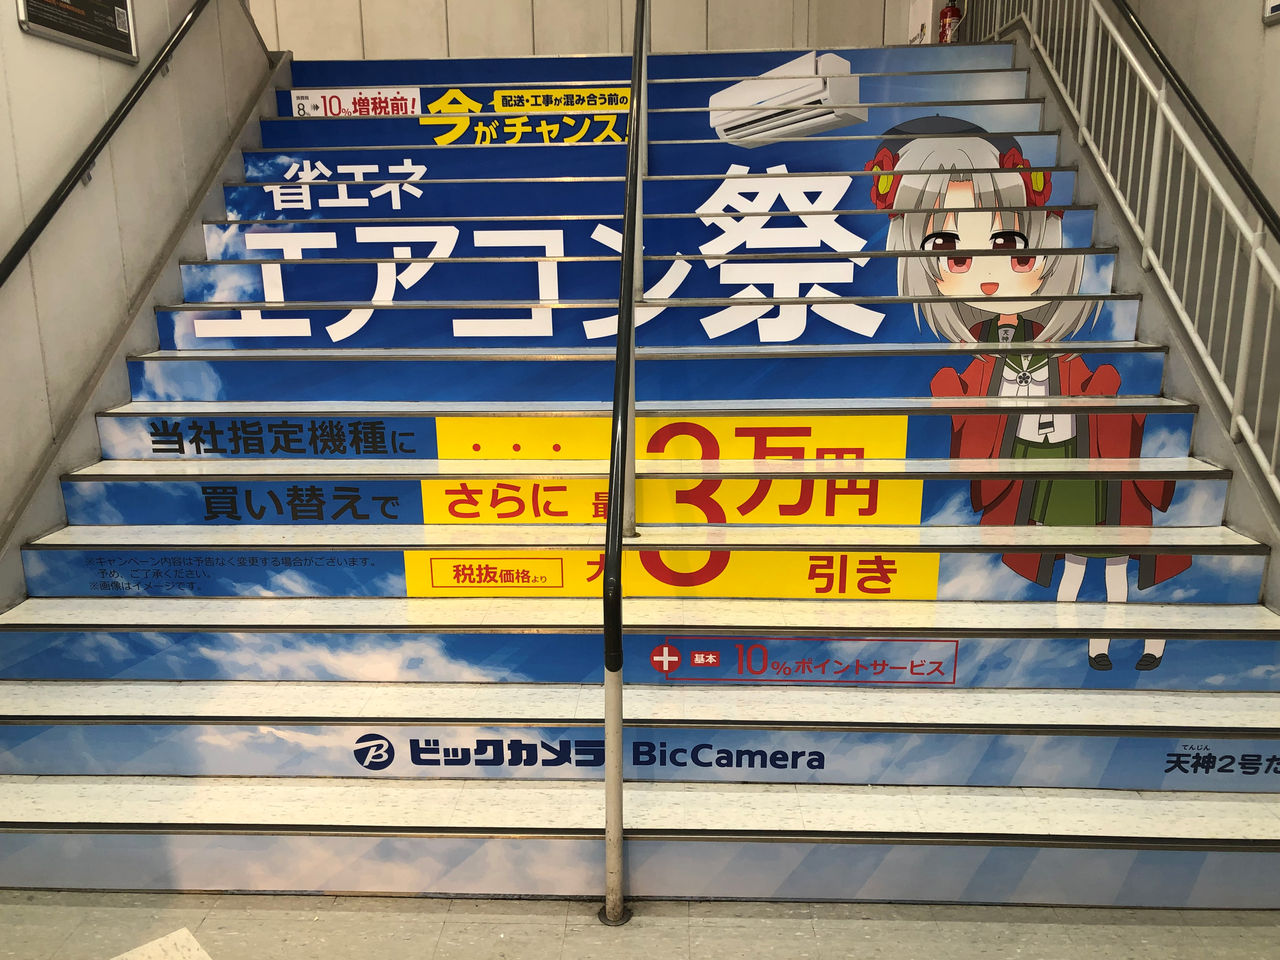 消費税 8% 10%増税前!
配送・工事が混み合う前の
今がチャンス
省エネ
エアコン祭
当社指定機種に
買い替えで
さらに
3万円
税抜価格より
引き
※キャンペーン内容は予告なく変更する場合がございます。
予め、ご了承ください。
※画像はイメージです。
基本 10%ポイントサービス
ビックカメラ BicCamera
てんじん
天神2号だ